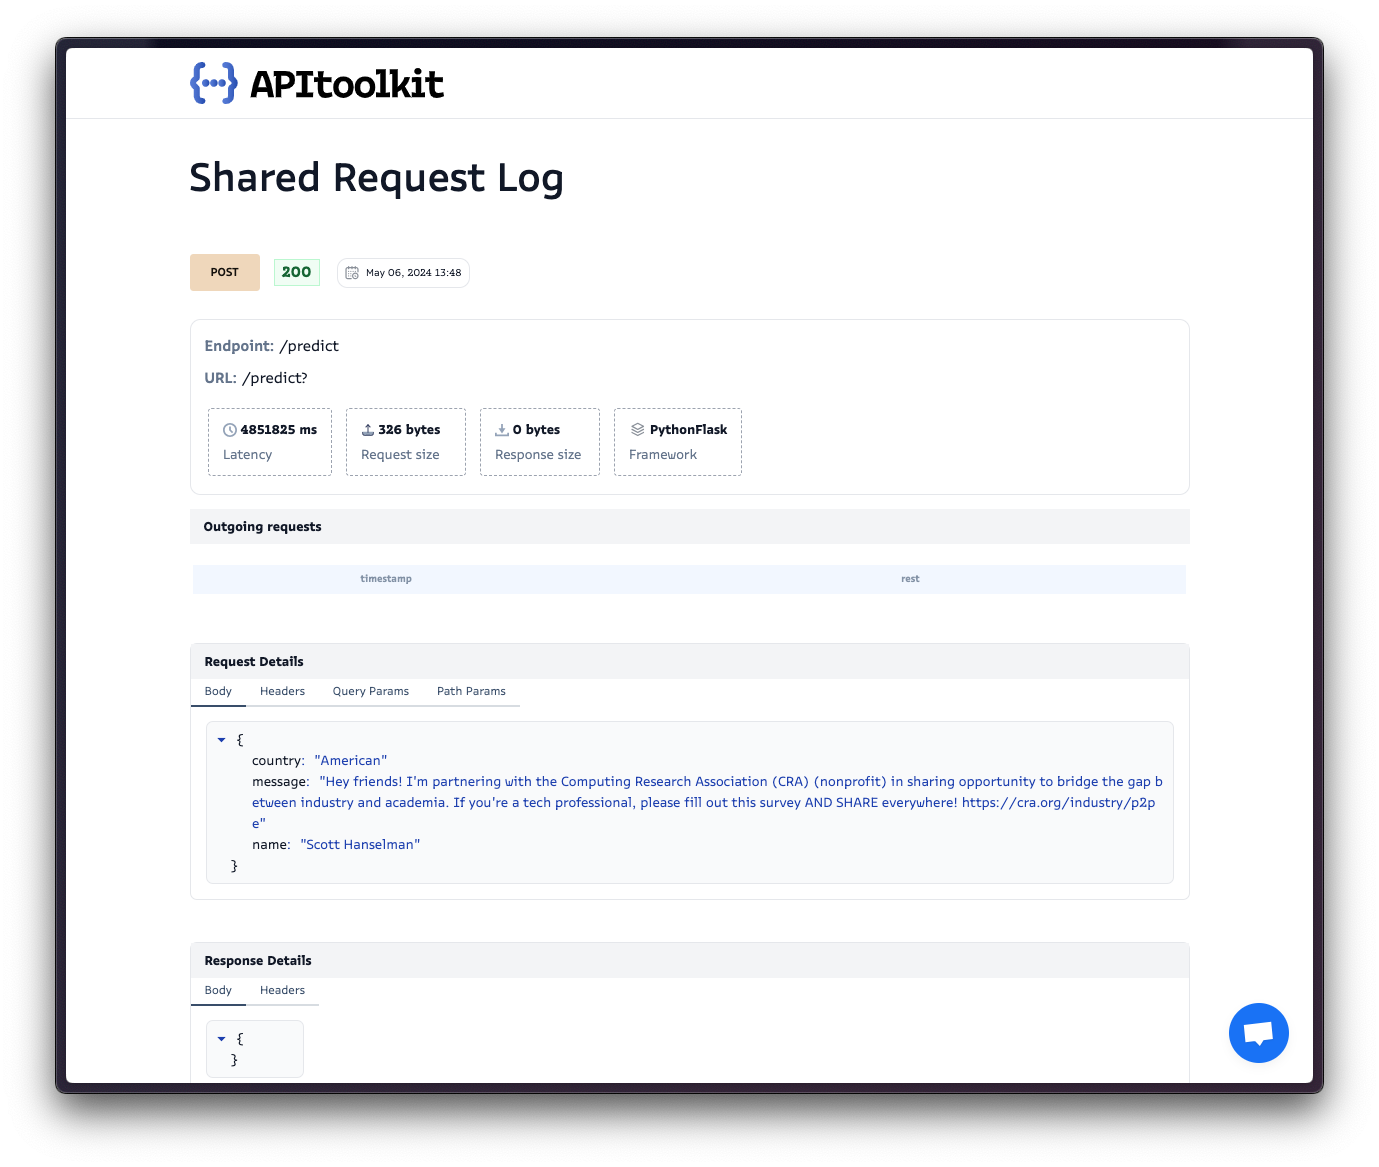 APItoolkit
Shared Request Log
POST 200 May 06, 2024 13:48
Endpoint: /predict
URL: /predict?
4851825 ms 326 bytes 0 bytes PythonFlask
Latency Request size Response size Framework
Outgoing requests
timestamp rest
Request Details
Body Headers Query Params Path Params
{
country: "American"
message: "Hey friends! I'm partnering with the Computing Research Association (CRA) (nonprofit) in sharing opportunity to bridge the gap b
etween industry and academia. If you're a tech professional, please fill out this survey AND SHARE everywhere! https://cra.org/industry/p2p
e"
name: "Scott Hanselman"
}
Response Details
Body Headers
{
}